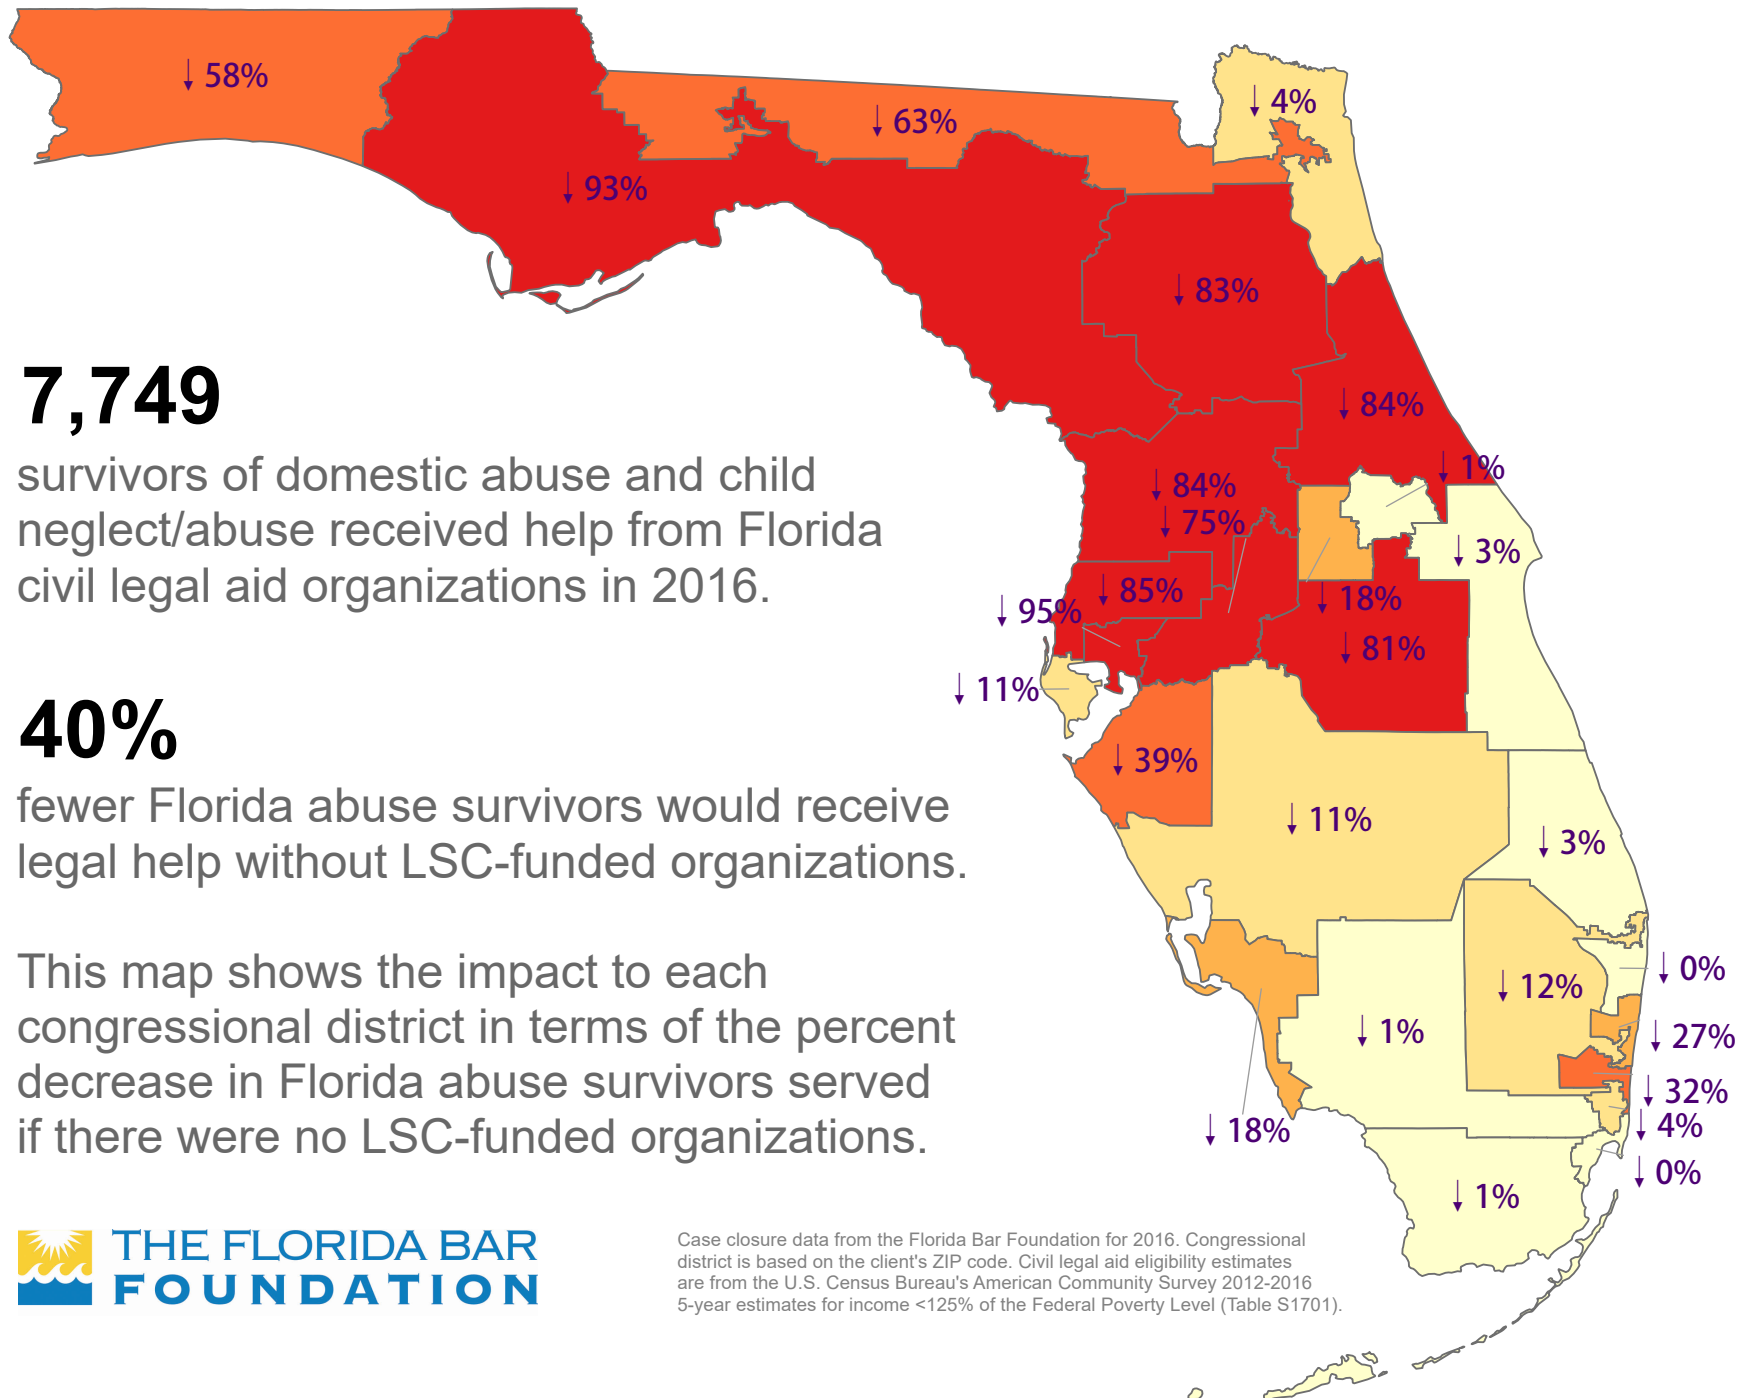 ↓ 58%
↓ 63%
↓ 4%
↓ 93%
↓ 83%
↓ 84%
↓ 1%
↓ 84%
↓ 75%
↓ 3%
↓ 85%
↓ 95%
↓ 18%
↓ 81%
↓ 11%
↓ 39%
↓ 11%
↓ 3%
↓ 0%
↓ 12%
↓ 1%
↓ 27%
↓ 32%
↓ 4%
↓ 18%
↓ 0%
↓ 1%
7,749
survivors of domestic abuse and child
neglect/abuse received help from Florida
civil legal aid organizations in 2016.
40%
fewer Florida abuse survivors would receive
legal help without LSC-funded organizations.
This map shows the impact to each
congressional district in terms of the percent
decrease in Florida abuse survivors served
if there were no LSC-funded organizations.
THE FLORIDA BAR
FOUNDATION
Case closure data from the Florida Bar Foundation for 2016. Congressional
district is based on the client's ZIP code. Civil legal aid eligibility estimates
are from the U.S. Census Bureau's American Community Survey 2012-2016
5-year estimates for income <125% of the Federal Poverty Level (Table S1701).